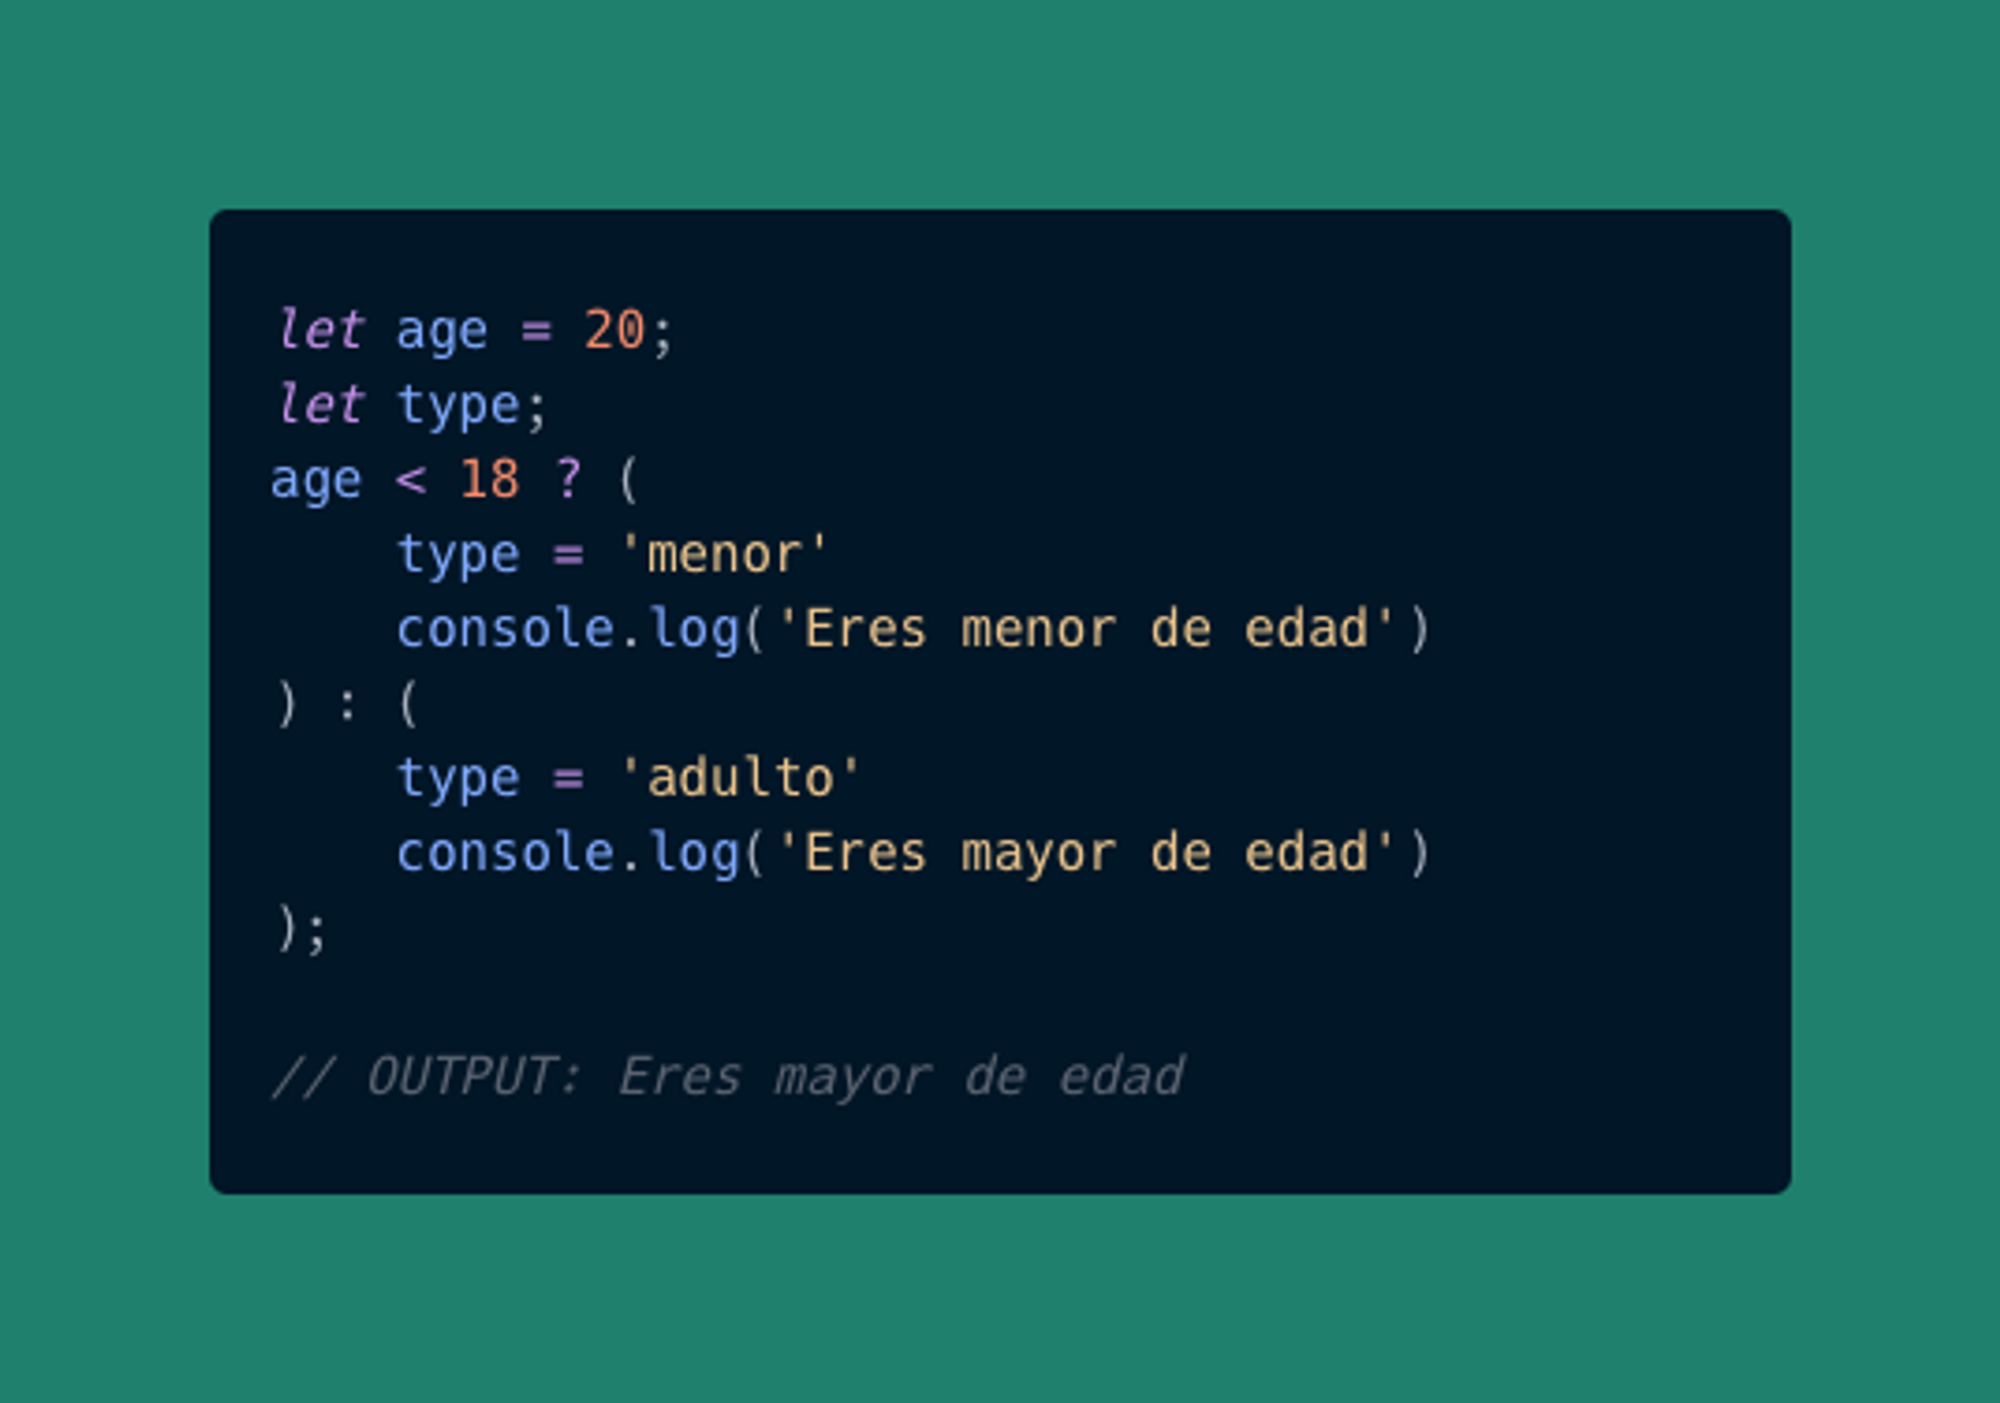 let age = 20;
let type;
age < 18 ? (
    type = 'menor'
    console.log('Eres menor de edad')
) : (
    type = 'adulto'
    console.log('Eres mayor de edad')
);

// OUTPUT: Eres mayor de edad